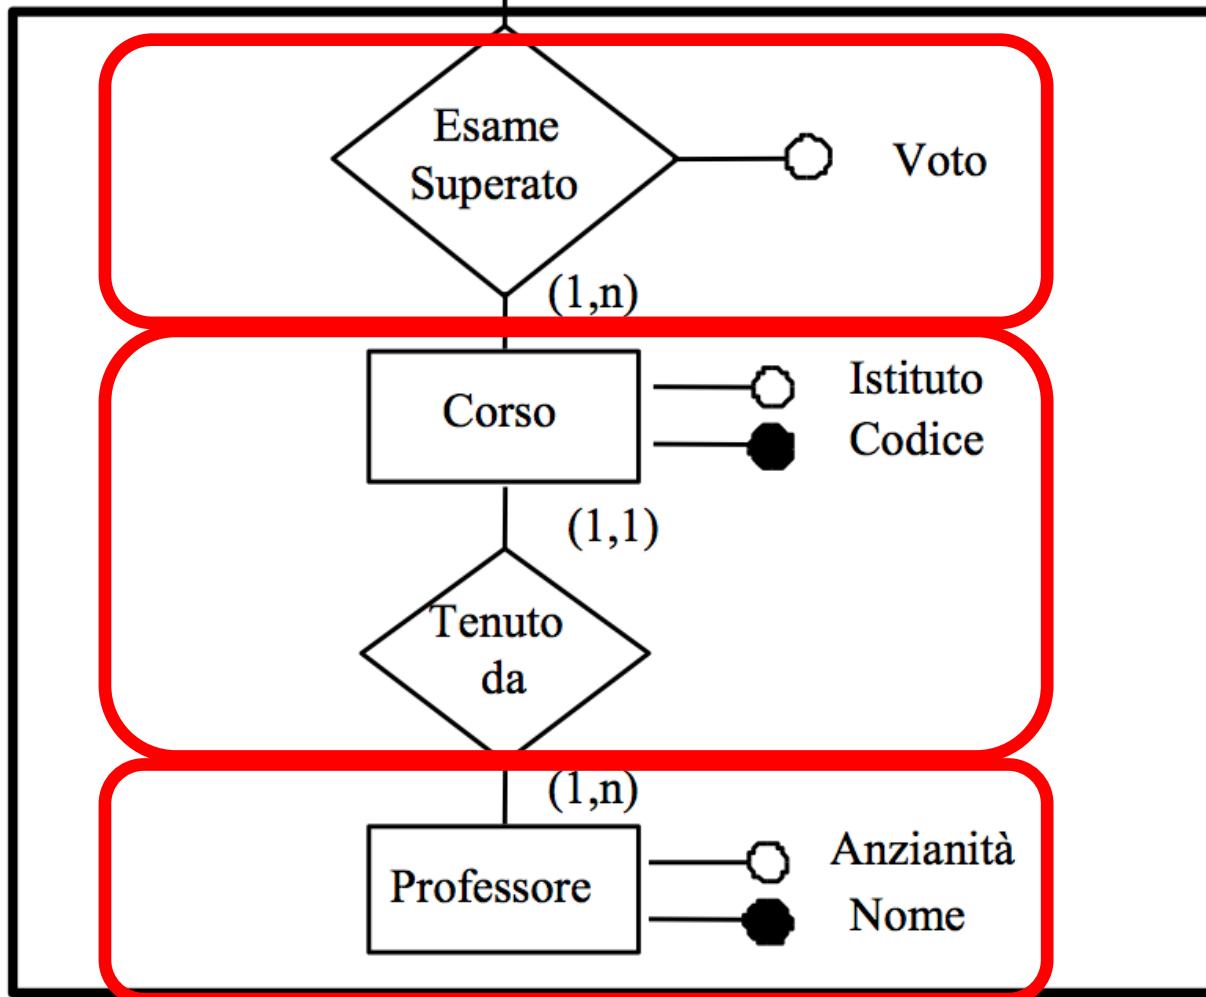 Esame
Superato
Voto
(1,n)
Corso
Istituto
Codice
(1,1)
Tenuto
da
(1,n)
Professore
Anzianità
Nome